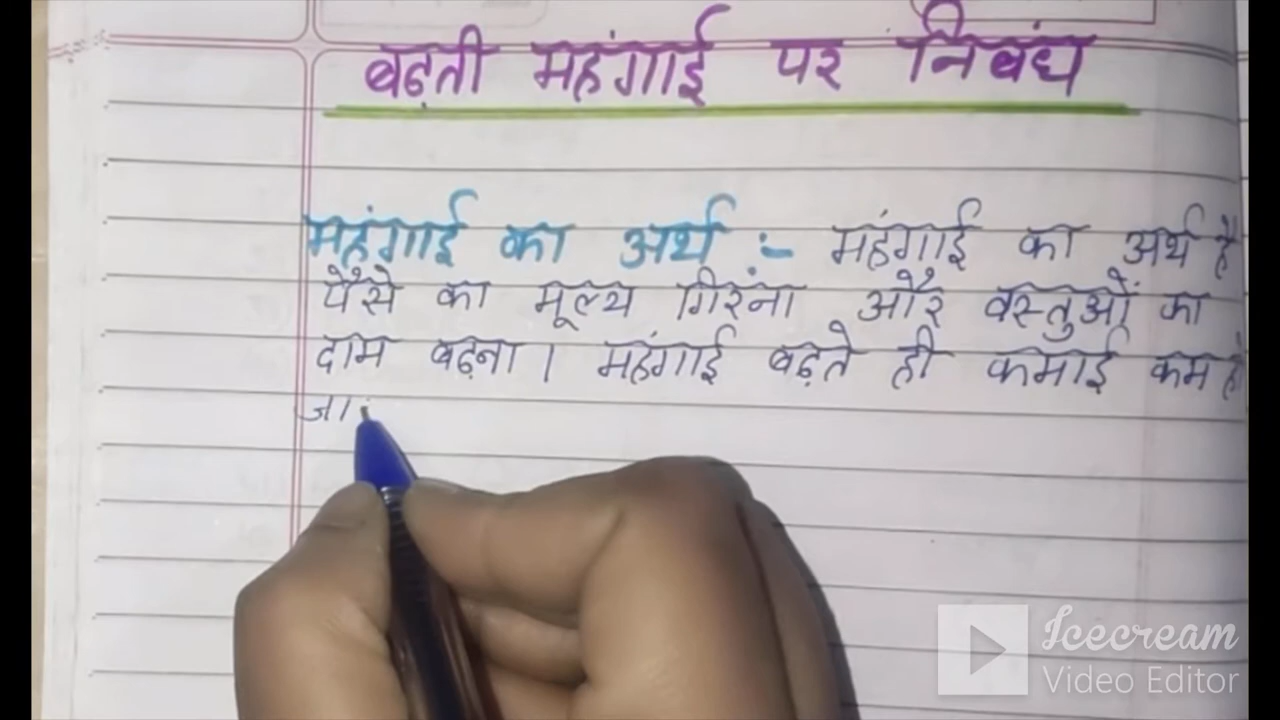 बढ़ती महंगाई पर निबंध
महंगाई का अर्थ :- महंगाई का अर्थ है
पैसे का मूल्य गिरना और वस्तुओं का
दाम बढ़ना। महंगाई बढ़ते ही कमाई कम हो
जा
Icecream
Video Editor